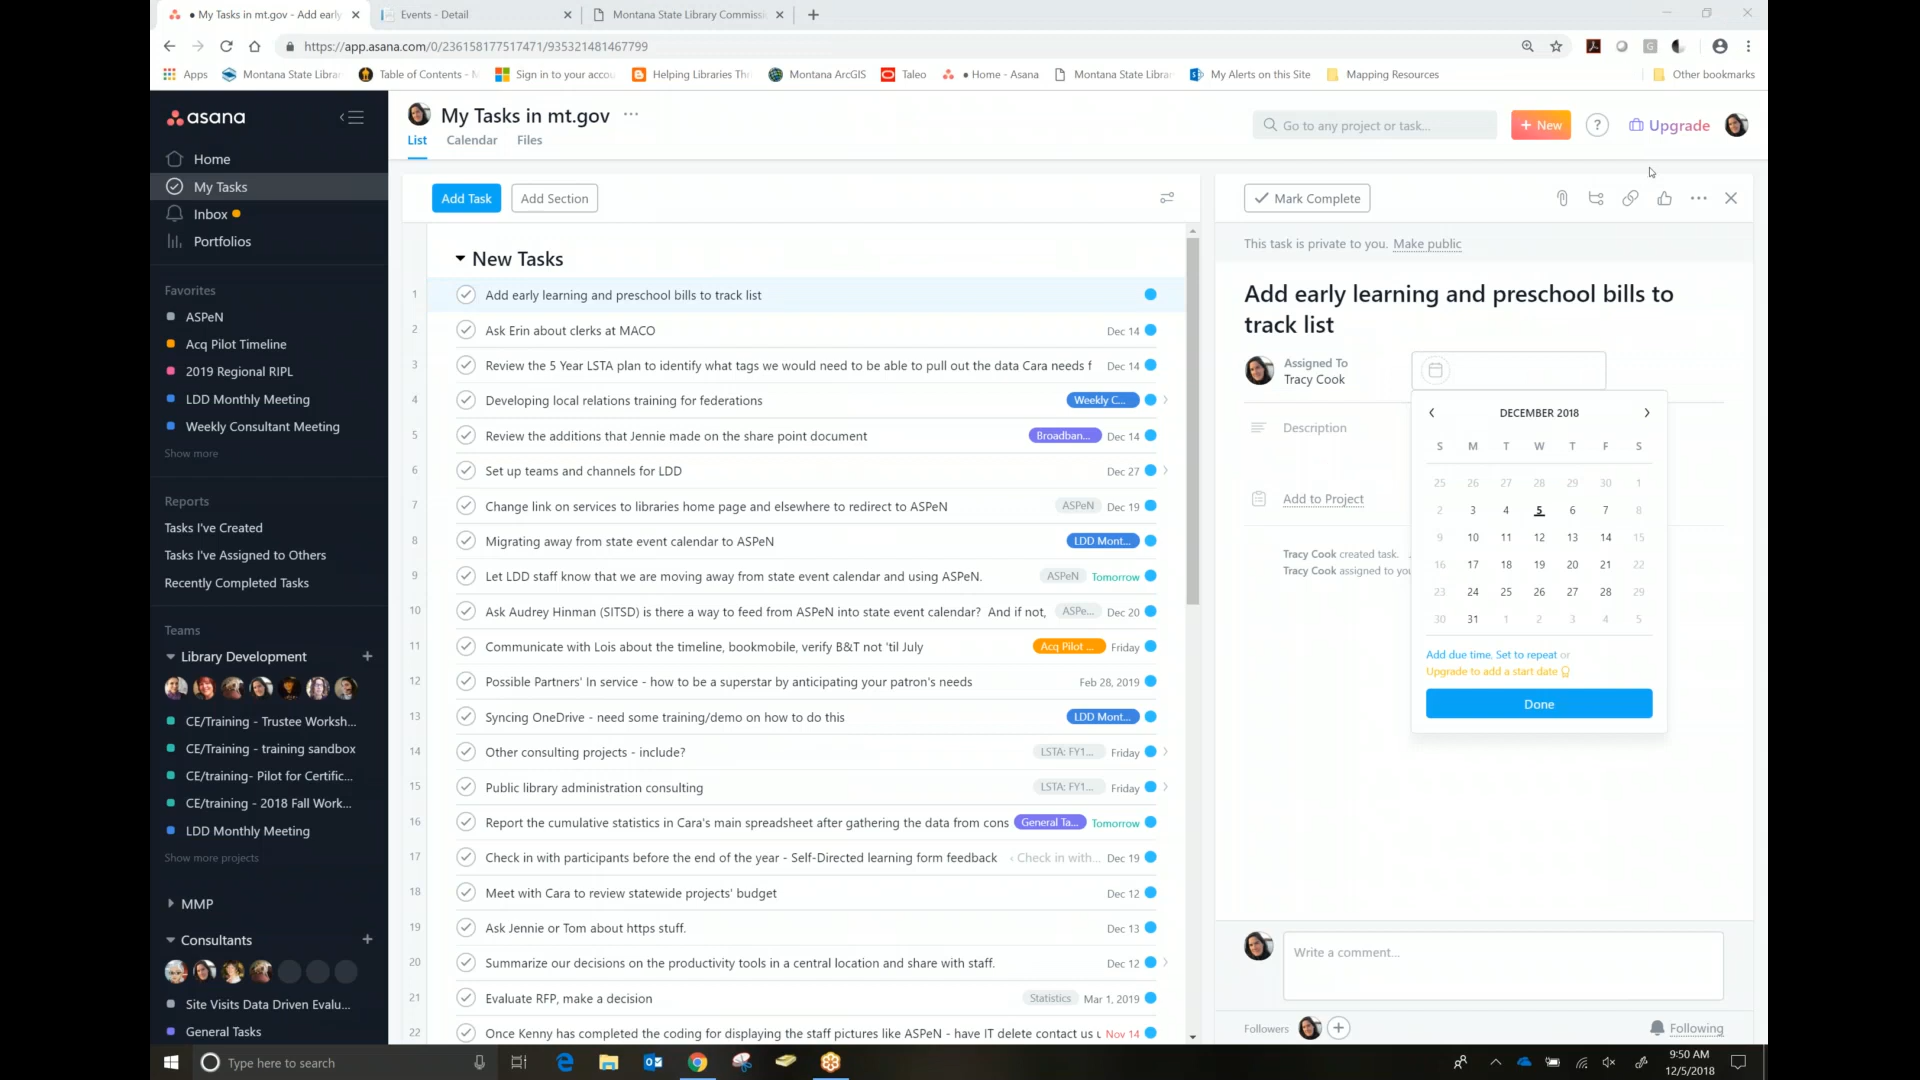 • My Tasks in mt.gov - Add early
Events - Detail
Montana State Library Commissi
https://app.asana.com/0/236158177517471/935321481467799
Apps
Montana State Librar
Table of Contents - M
Sign in to your accou
Helping Libraries Thri
Montana ArcGIS
Taleo
• Home - Asana
Montana State Librar
My Alerts on this Site
Mapping Resources
Other bookmarks
asana
Home
My Tasks
Inbox
Portfolios
Favorites
ASPeN
Acq Pilot Timeline
2019 Regional RIPL
LDD Monthly Meeting
Weekly Consultant Meeting
Show more
Reports
Tasks I've Created
Tasks I've Assigned to Others
Recently Completed Tasks
Teams
Library Development
CE/Training - Trustee Worksh...
CE/Training - training sandbox
CE/training- Pilot for Certific...
CE/training - 2018 Fall Work...
LDD Monthly Meeting
Show more projects
MMP
Consultants
Site Visits Data Driven Evalu...
General Tasks
My Tasks in mt.gov ...
List Calendar Files
Go to any project or task...
+ New
?
Upgrade
Add Task
Add Section
New Tasks
1 Add early learning and preschool bills to track list
2 Ask Erin about clerks at MACO Dec 14
3 Review the 5 Year LSTA plan to identify what tags we would need to be able to pull out the data Cara needs f Dec 14
4 Developing local relations training for federations Weekly C...
5 Review the additions that Jennie made on the share point document Broadban... Dec 14
6 Set up teams and channels for LDD Dec 27
7 Change link on services to libraries home page and elsewhere to redirect to ASPeN ASPeN Dec 19
8 Migrating away from state event calendar to ASPeN LDD Mont...
9 Let LDD staff know that we are moving away from state event calendar and using ASPeN. ASPeN Tomorrow
10 Ask Audrey Hinman (SITSD) is there a way to feed from ASPeN into state event calendar? And if not, ASPe... Dec 20
11 Communicate with Lois about the timeline, bookmobile, verify B&T not 'til July Acq Pilot ... Friday
12 Possible Partners' In service - how to be a superstar by anticipating your patron's needs Feb 28, 2019
13 Syncing OneDrive - need some training/demo on how to do this LDD Mont...
14 Other consulting projects - include? LSTA: FY1... Friday
15 Public library administration consulting LSTA: FY1... Friday
16 Report the cumulative statistics in Cara's main spreadsheet after gathering the data from cons General Ta... Tomorrow
17 Check in with participants before the end of the year - Self-Directed learning form feedback ‹ Check in with... Dec 19
18 Meet with Cara to review statewide projects' budget Dec 12
19 Ask Jennie or Tom about https stuff. Dec 13
20 Summarize our decisions on the productivity tools in a central location and share with staff. Dec 12
21 Evaluate RFP, make a decision Statistics Mar 1, 2019
22 Once Kenny has completed the coding for displaying the staff pictures like ASPeN - have IT delete contact us u Nov 14
Mark Complete
This task is private to you. Make public
Add early learning and preschool bills to
track list
Assigned To
Tracy Cook
Description
Add to Project
Tracy Cook created task.
Tracy Cook assigned to you
DECEMBER 2018
S M T W T F S
25 26 27 28 29 30 1
2 3 4 5 6 7 8
9 10 11 12 13 14 15
16 17 18 19 20 21 22
23 24 25 26 27 28 29
30 31 1 2 3 4 5
Add due time, Set to repeat or
Upgrade to add a start date
Done
Write a comment...
Followers
Following
Type here to search
9:50 AM
12/5/2018